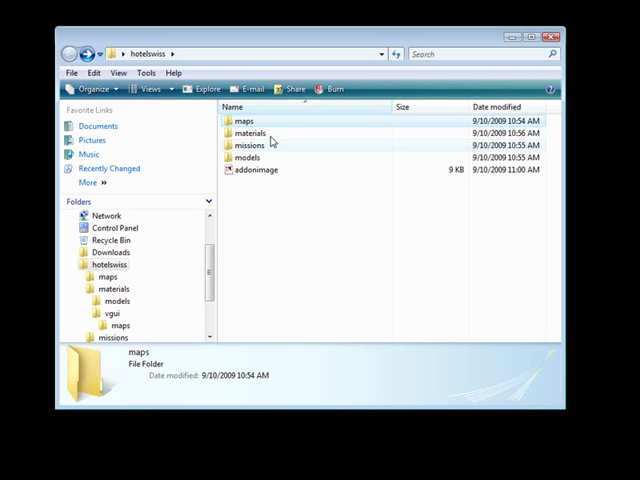 hotelswiss
Search
File Edit View Tools Help
Organize Views Explore E-mail Share Burn
Favorite Links
Documents
Pictures
Music
Recently Changed
More
Folders
Network
Control Panel
Recycle Bin
Downloads
hotelswiss
maps
materials
models
vgui
maps
missions
Name Size Date modified
maps 9/10/2009 10:54 AM
materials 9/10/2009 10:56 AM
missions 9/10/2009 10:55 AM
models 9/10/2009 10:55 AM
addonimage 9 KB 9/10/2009 11:00 AM
maps
File Folder
Date modified: 9/10/2009 10:54 AM